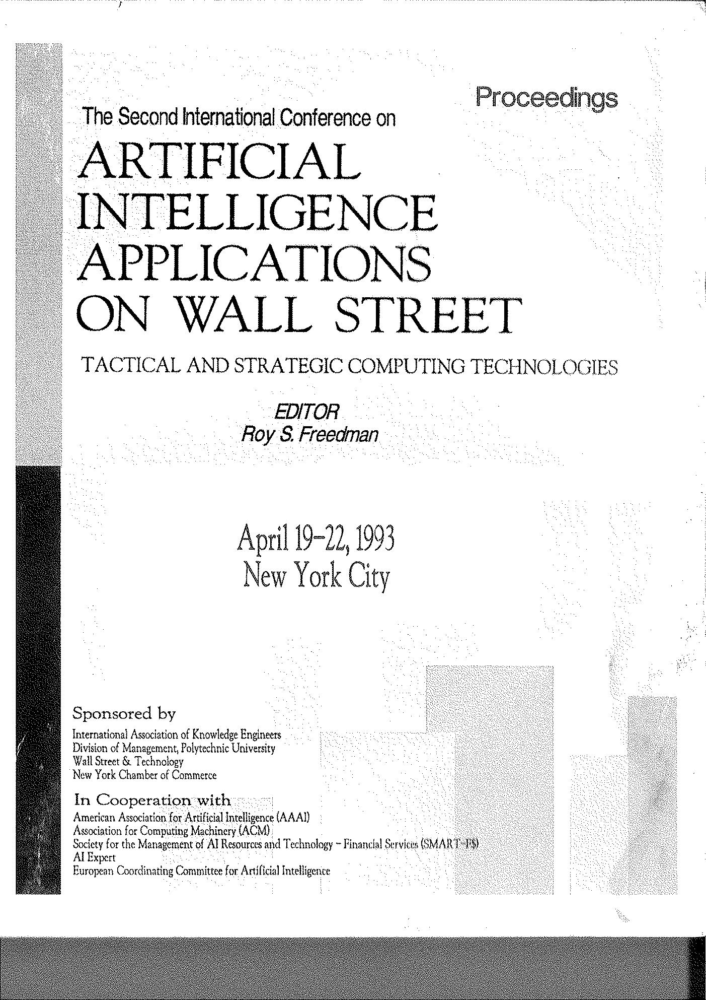 Proceedings
The Second International Conference on
ARTIFICIAL
INTELLIGENCE
APPLICATIONS
ON WALL STREET
TACTICAL AND STRATEGIC COMPUTING TECHNOLOGIES
EDITOR
Roy S. Freedman
April 19-22, 1993
New York City
Sponsored by
International Association of Knowledge Engineers
Division of Management, Polytechnic University
Wall Street & Technology
New York Chamber of Commerce
In Cooperation with
American Association for Artificial Intelligence (AAAI)
Association for Computing Machinery (ACM)
Society for the Management of AI Resources and Technology - Financial Services (SMART-F$)
AI Expert
European Coordinating Committee for Artificial Intelligence